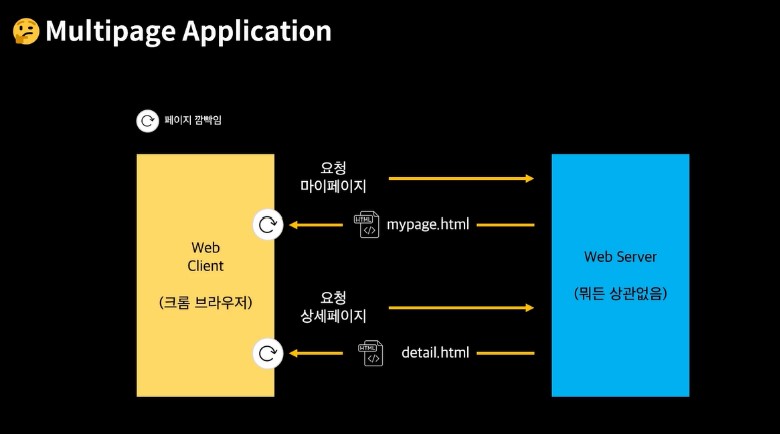 🤔 Multipage Application
페이지 깜빡임
요청
마이페이지
HTML
</>
mypage.html
Web
Client
(크롬 브라우저)
Web Server
(뭐든 상관없음)
요청
상세페이지
HTML
</>
detail.html